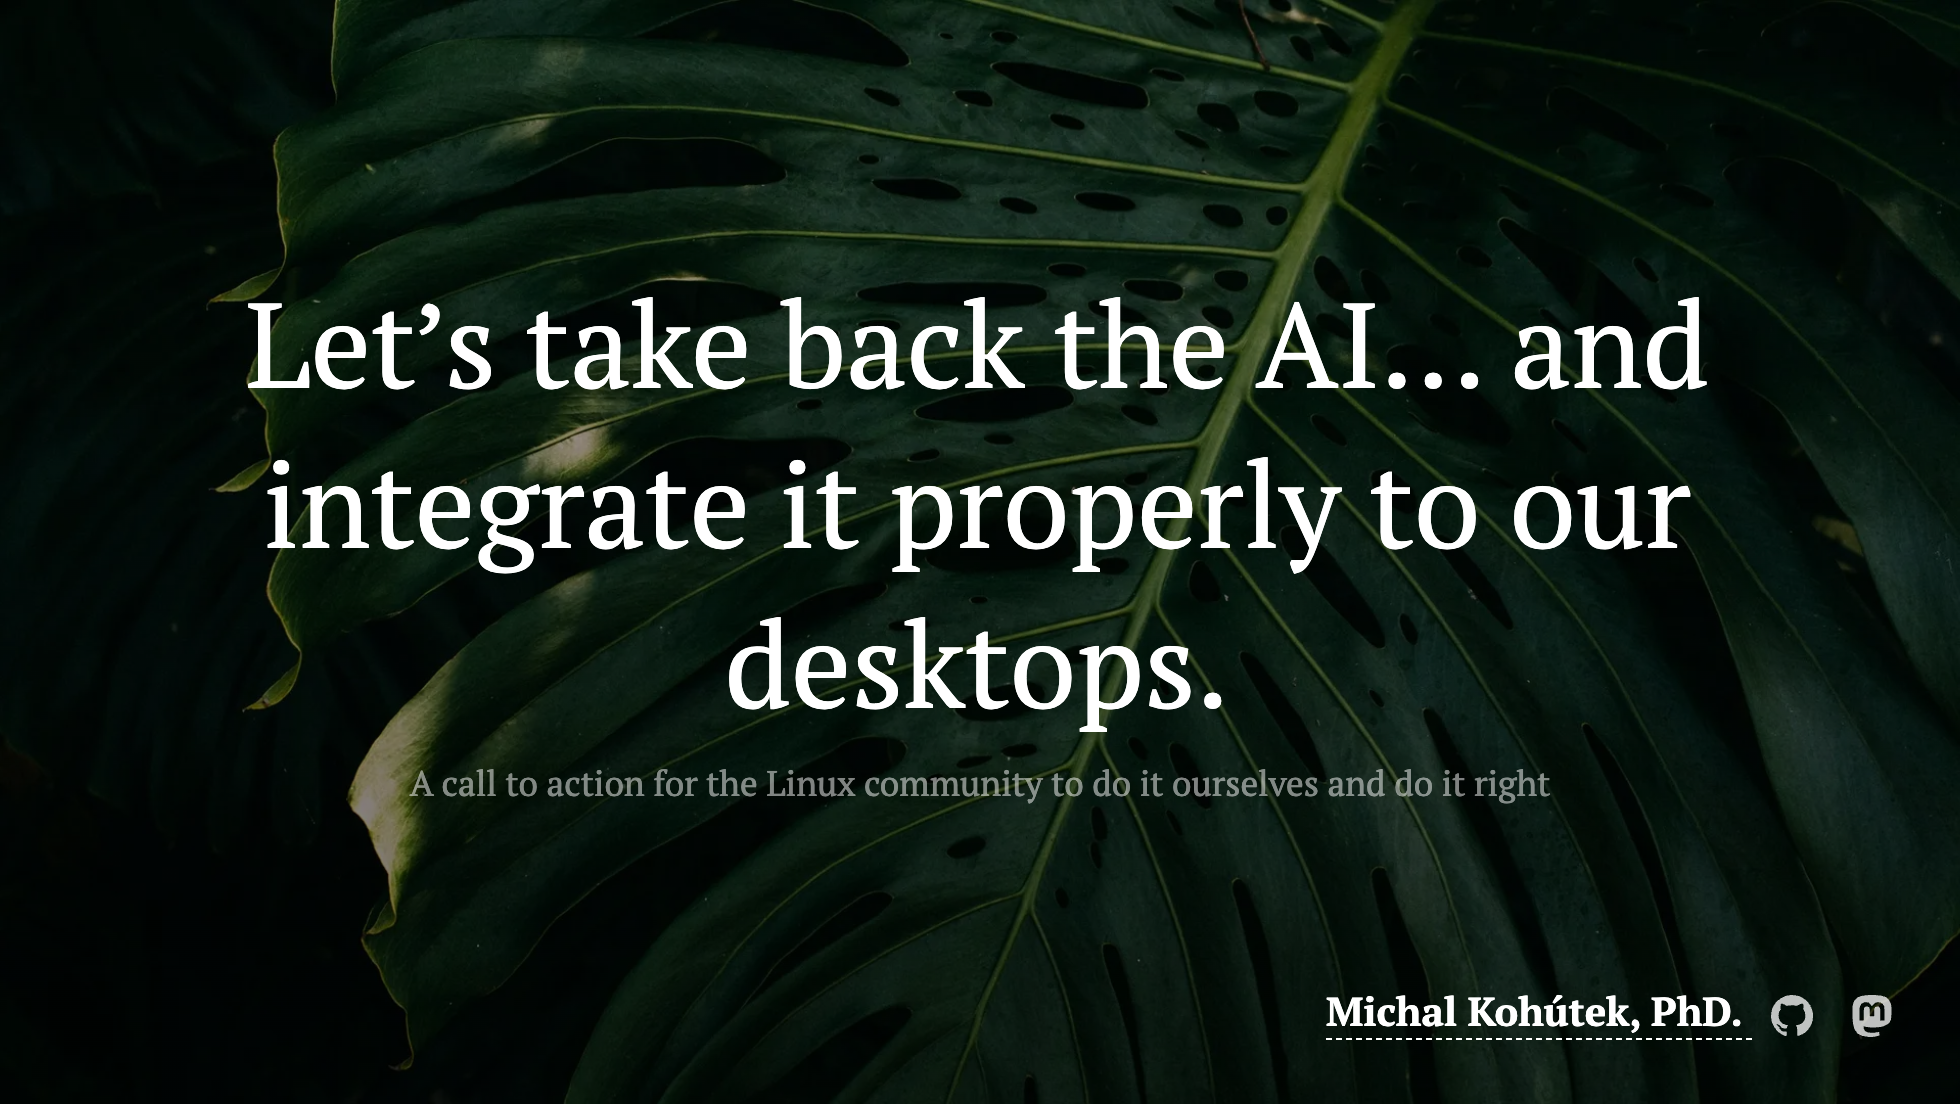 Let’s take back the AI… and
integrate it properly to our
desktops.
A call to action for the Linux community to do it ourselves and do it right
Michal Kohútek, PhD.